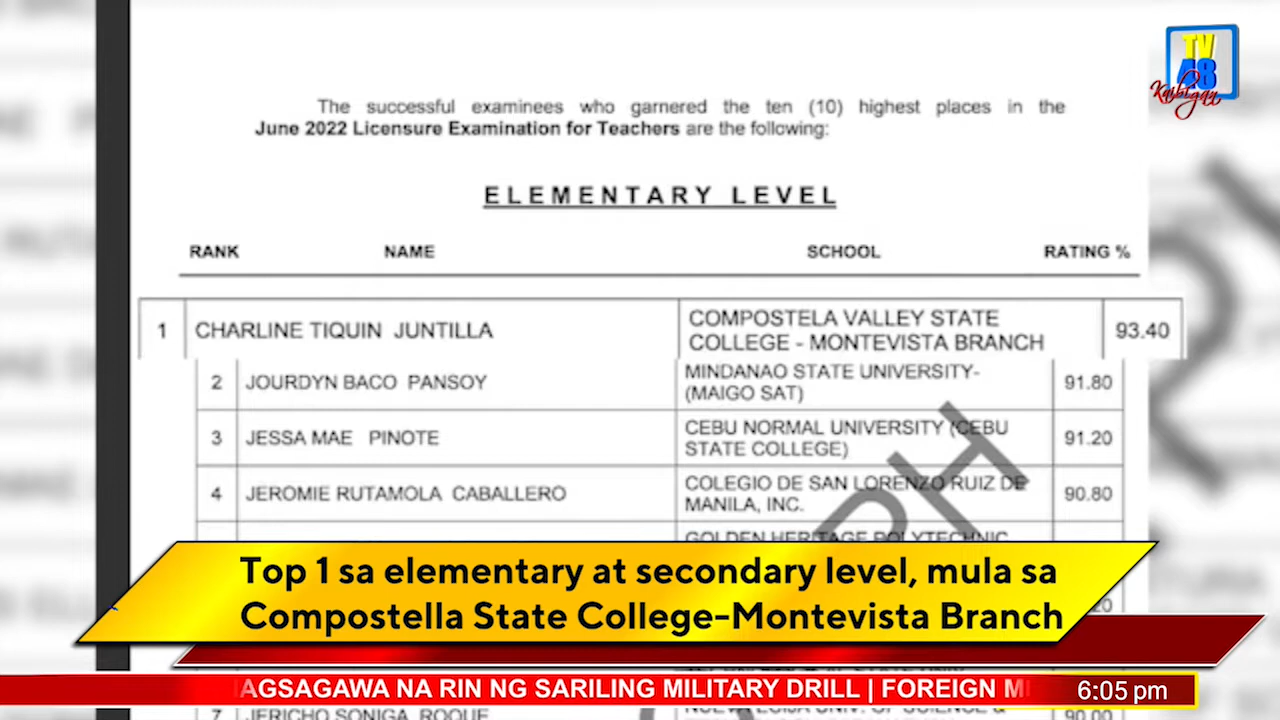 TV
48
Kaibigan
The successful examinees who garnered the ten (10) highest places in the
June 2022 Licensure Examination for Teachers are the following:
ELEMENTARY LEVEL
RANK NAME SCHOOL RATING %
1 CHARLINE TIQUIN JUNTILLA COMPOSTELA VALLEY STATE COLLEGE - MONTEVISTA BRANCH 93.40
2 JOURDYN BACO PANSOY MINDANAO STATE UNIVERSITY- (MAIGO SAT) 91.80
3 JESSA MAE PINOTE CEBU NORMAL UNIVERSITY (CEBU STATE COLLEGE) 91.20
4 JEROMIE RUTAMOLA CABALLERO COLEGIO DE SAN LORENZO RUIZ DE MANILA, INC. 90.80
GOLDEN HERITAGE POLYTECHNIC
PH
Top 1 sa elementary at secondary level, mula sa
Compostella State College-Montevista Branch
AGSAGAWA NA RIN NG SARILING MILITARY DRILL | FOREIGN
6:05 pm
7 JERICHO SONIGA ROQUE 90.00